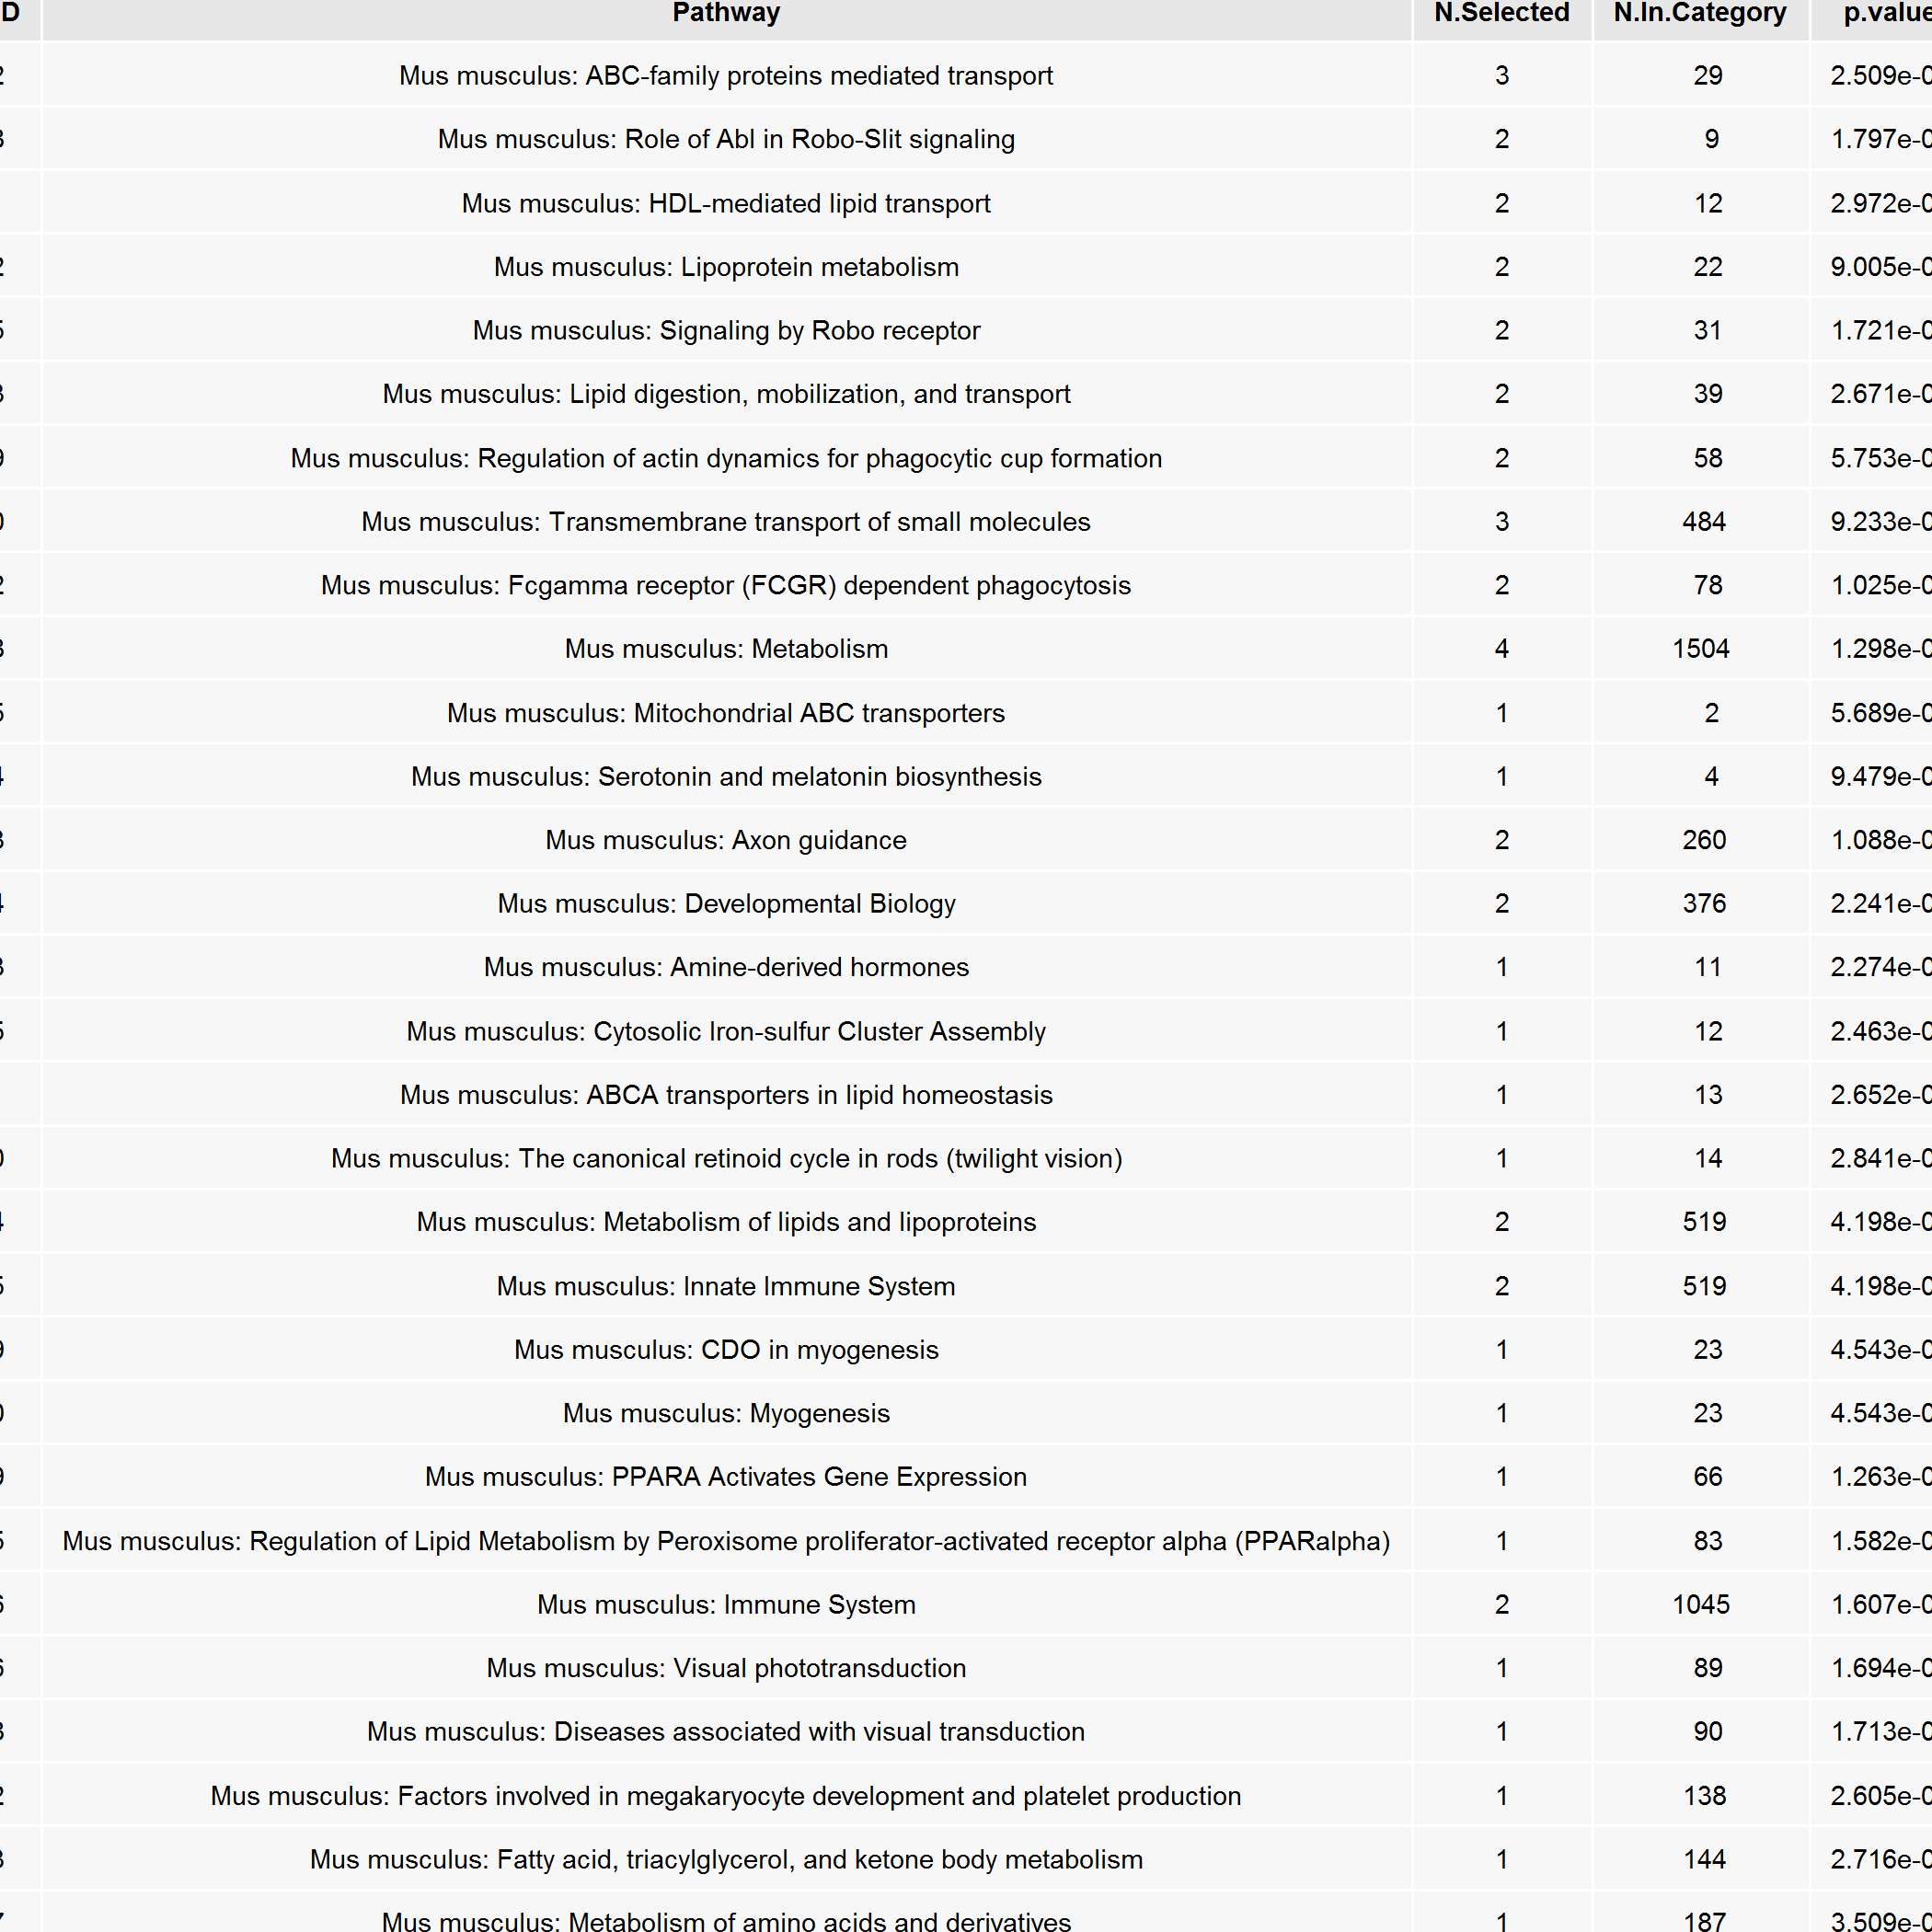 D Pathway N.Selected N.In.Category p.value
2 Mus musculus: ABC-family proteins mediated transport 3 29 2.509e-0
3 Mus musculus: Role of Abl in Robo-Slit signaling 2 9 1.797e-0
Mus musculus: HDL-mediated lipid transport 2 12 2.972e-0
2 Mus musculus: Lipoprotein metabolism 2 22 9.005e-0
5 Mus musculus: Signaling by Robo receptor 2 31 1.721e-0
3 Mus musculus: Lipid digestion, mobilization, and transport 2 39 2.671e-0
9 Mus musculus: Regulation of actin dynamics for phagocytic cup formation 2 58 5.753e-0
0 Mus musculus: Transmembrane transport of small molecules 3 484 9.233e-0
2 Mus musculus: Fcgamma receptor (FCGR) dependent phagocytosis 2 78 1.025e-0
3 Mus musculus: Metabolism 4 1504 1.298e-0
5 Mus musculus: Mitochondrial ABC transporters 1 2 5.689e-0
4 Mus musculus: Serotonin and melatonin biosynthesis 1 4 9.479e-0
3 Mus musculus: Axon guidance 2 260 1.088e-0
4 Mus musculus: Developmental Biology 2 376 2.241e-0
3 Mus musculus: Amine-derived hormones 1 11 2.274e-0
5 Mus musculus: Cytosolic Iron-sulfur Cluster Assembly 1 12 2.463e-0
Mus musculus: ABCA transporters in lipid homeostasis 1 13 2.652e-0
0 Mus musculus: The canonical retinoid cycle in rods (twilight vision) 1 14 2.841e-0
4 Mus musculus: Metabolism of lipids and lipoproteins 2 519 4.198e-0
5 Mus musculus: Innate Immune System 2 519 4.198e-0
9 Mus musculus: CDO in myogenesis 1 23 4.543e-0
0 Mus musculus: Myogenesis 1 23 4.543e-0
9 Mus musculus: PPARA Activates Gene Expression 1 66 1.263e-0
5 Mus musculus: Regulation of Lipid Metabolism by Peroxisome proliferator-activated receptor alpha (PPARalpha) 1 83 1.582e-0
6 Mus musculus: Immune System 2 1045 1.607e-0
6 Mus musculus: Visual phototransduction 1 89 1.694e-0
3 Mus musculus: Diseases associated with visual transduction 1 90 1.713e-0
2 Mus musculus: Factors involved in megakaryocyte development and platelet production 1 138 2.605e-0
3 Mus musculus: Fatty acid, triacylglycerol, and ketone body metabolism 1 144 2.716e-0
7 Mus musculus: Metabolism of amino acids and derivatives 1 187 3.509e-0